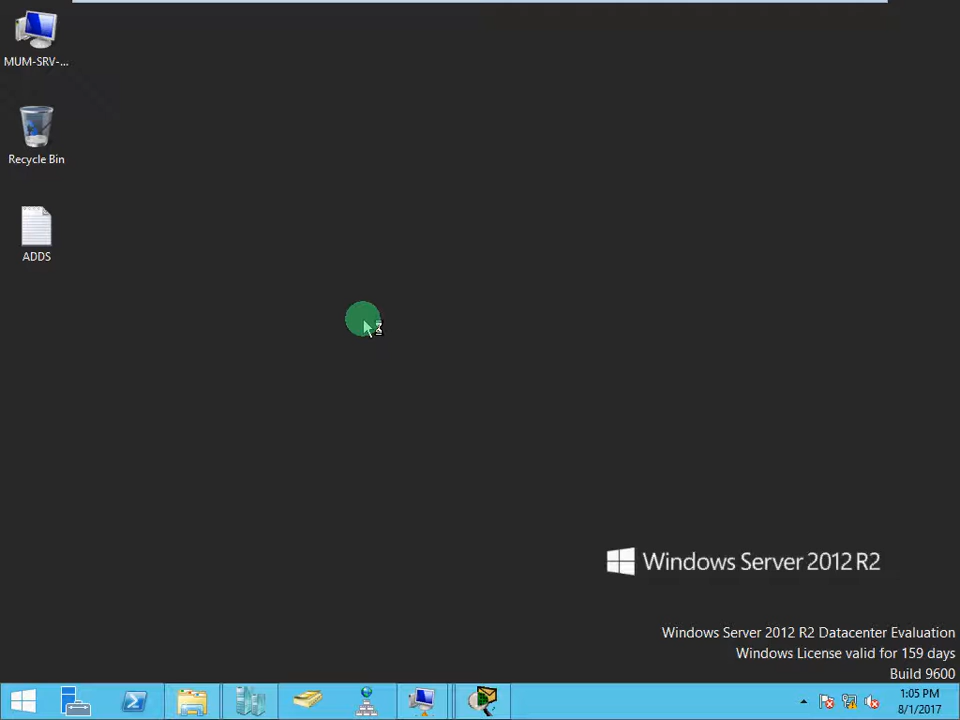 MUM-SRV-...
Recycle Bin
ADDS
Windows Server 2012 R2
Windows Server 2012 R2 Datacenter Evaluation
Windows License valid for 159 days
Build 9600
1:05 PM
8/1/2017